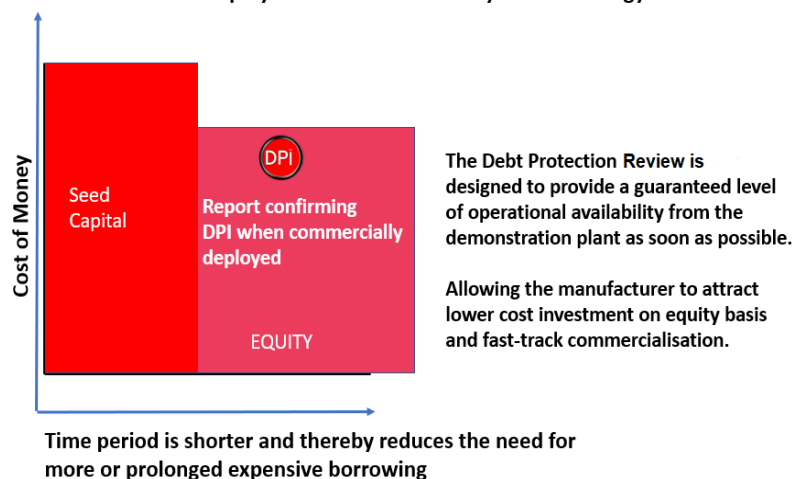 Cost of Money
Seed
Capital
DPi
Report confirming
DPI when commercially
deployed
EQUITY
The Debt Protection Review is
designed to provide a guaranteed level
of operational availability from the
demonstration plant as soon as possible.
Allowing the manufacturer to attract
lower cost investment on equity basis
and fast-track commercialisation.
Time period is shorter and thereby reduces the need for
more or prolonged expensive borrowing